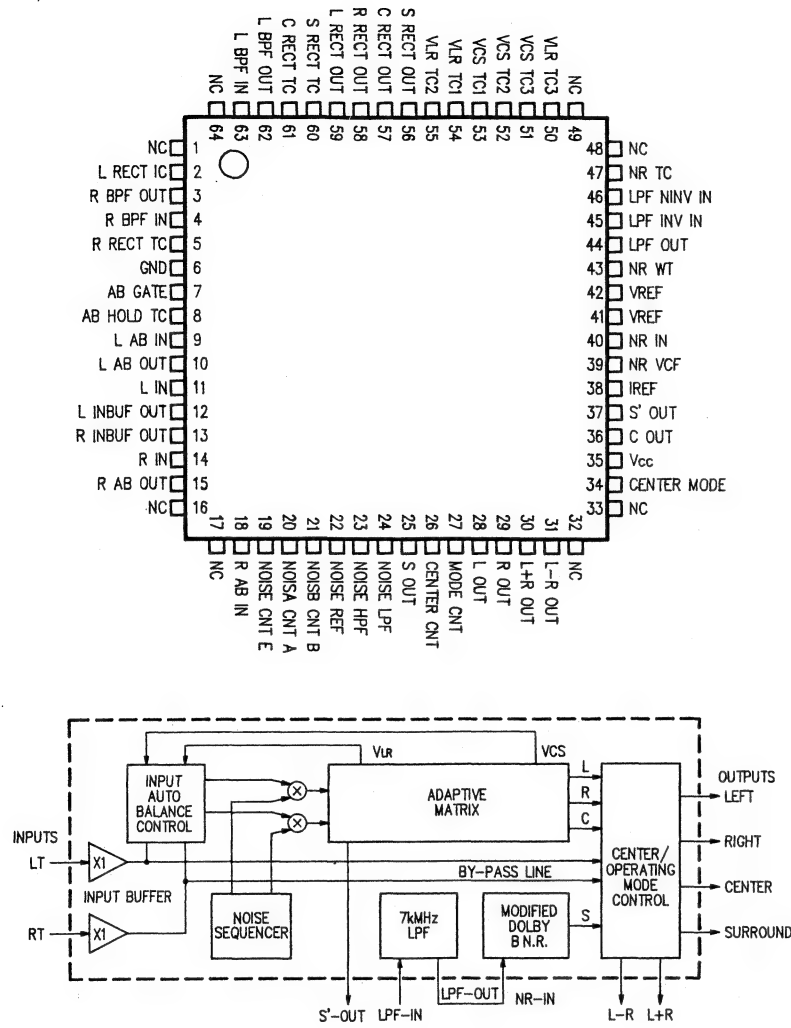 NC
L BPF IN
L BPF OUT
C RECT TC
S RECT TC
L RECT OUT
R RECT OUT
C RECT OUT
S RECT OUT
VLR TC2
VLR TC1
VCS TC1
VCS TC2
VCS TC3
VLR TC3
NC
64 63 62 61 60 59 58 57 56 55 54 53 52 51 50 49
NC 1
L RECT IC 2
R BPF OUT 3
R BPF IN 4
R RECT TC 5
GND 6
AB GATE 7
AB HOLD TC 8
L AB IN 9
L AB OUT 10
L IN 11
L INBUF OUT 12
R INBUF OUT 13
R IN 14
R AB OUT 15
NC 16
48 NC
47 NR TC
46 LPF NINV IN
45 LPF INV IN
44 LPF OUT
43 NR WT
42 VREF
41 VREF
40 NR IN
39 NR VCF
38 IREF
37 S' OUT
36 C OUT
35 Vcc
34 CENTER MODE
33 NC
17 18 19 20 21 22 23 24 25 26 27 28 29 30 31 32
NC
R AB IN
NOISE CNT E
NOISA CNT A
NOISB CNT B
NOISE REF
NOISE HPF
NOISE LPF
S OUT
CENTER CNT
MODE CNT
L OUT
R OUT
L+R OUT
L-R OUT
NC
VLR
VCS
INPUT
AUTO
BALANCE
CONTROL
ADAPTIVE
MATRIX
L
R
C
OUTPUTS
LEFT
RIGHT
CENTER
SURROUND
INPUTS
LT
X1
INPUT BUFFER
RT
X1
BY-PASS LINE
CENTER/
OPERATING
MODE
CONTROL
NOISE
SEQUENCER
7kMHz
LPF
MODIFIED
DOLBY
B N.R.
S
S'-OUT
LPF-IN
LPF-OUT
NR-IN
L-R
L+R